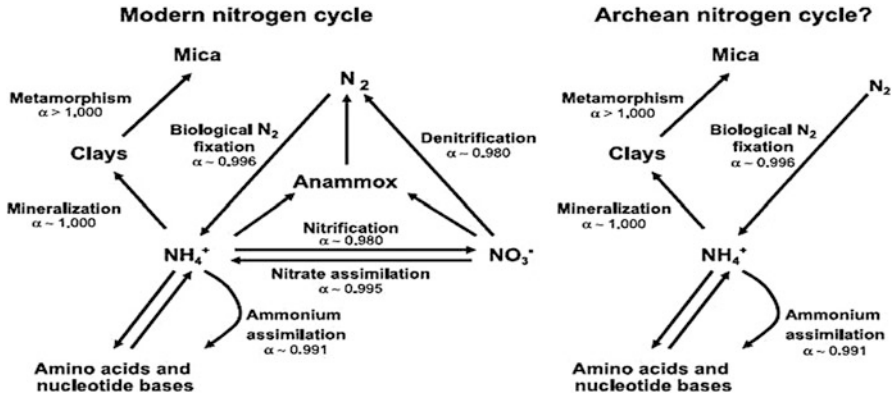 Modern nitrogen cycle
Mica
N2
Metamorphism
α > 1.000
Biological N2
fixation
α ~ 0.996
Denitrification
α ~ 0.980
Clays
Anammox
Mineralization
α ~ 1.000
Nitrification
α ~ 0.980
NH4+
NO3-
Nitrate assimilation
α ~ 0.995
Ammonium
assimilation
α ~ 0.991
Amino acids and
nucleotide bases
Archean nitrogen cycle?
Mica
N2
Metamorphism
α > 1.000
Biological N2
fixation
α ~ 0.996
Clays
Mineralization
α ~ 1.000
NH4+
Ammonium
assimilation
α ~ 0.991
Amino acids and
nucleotide bases